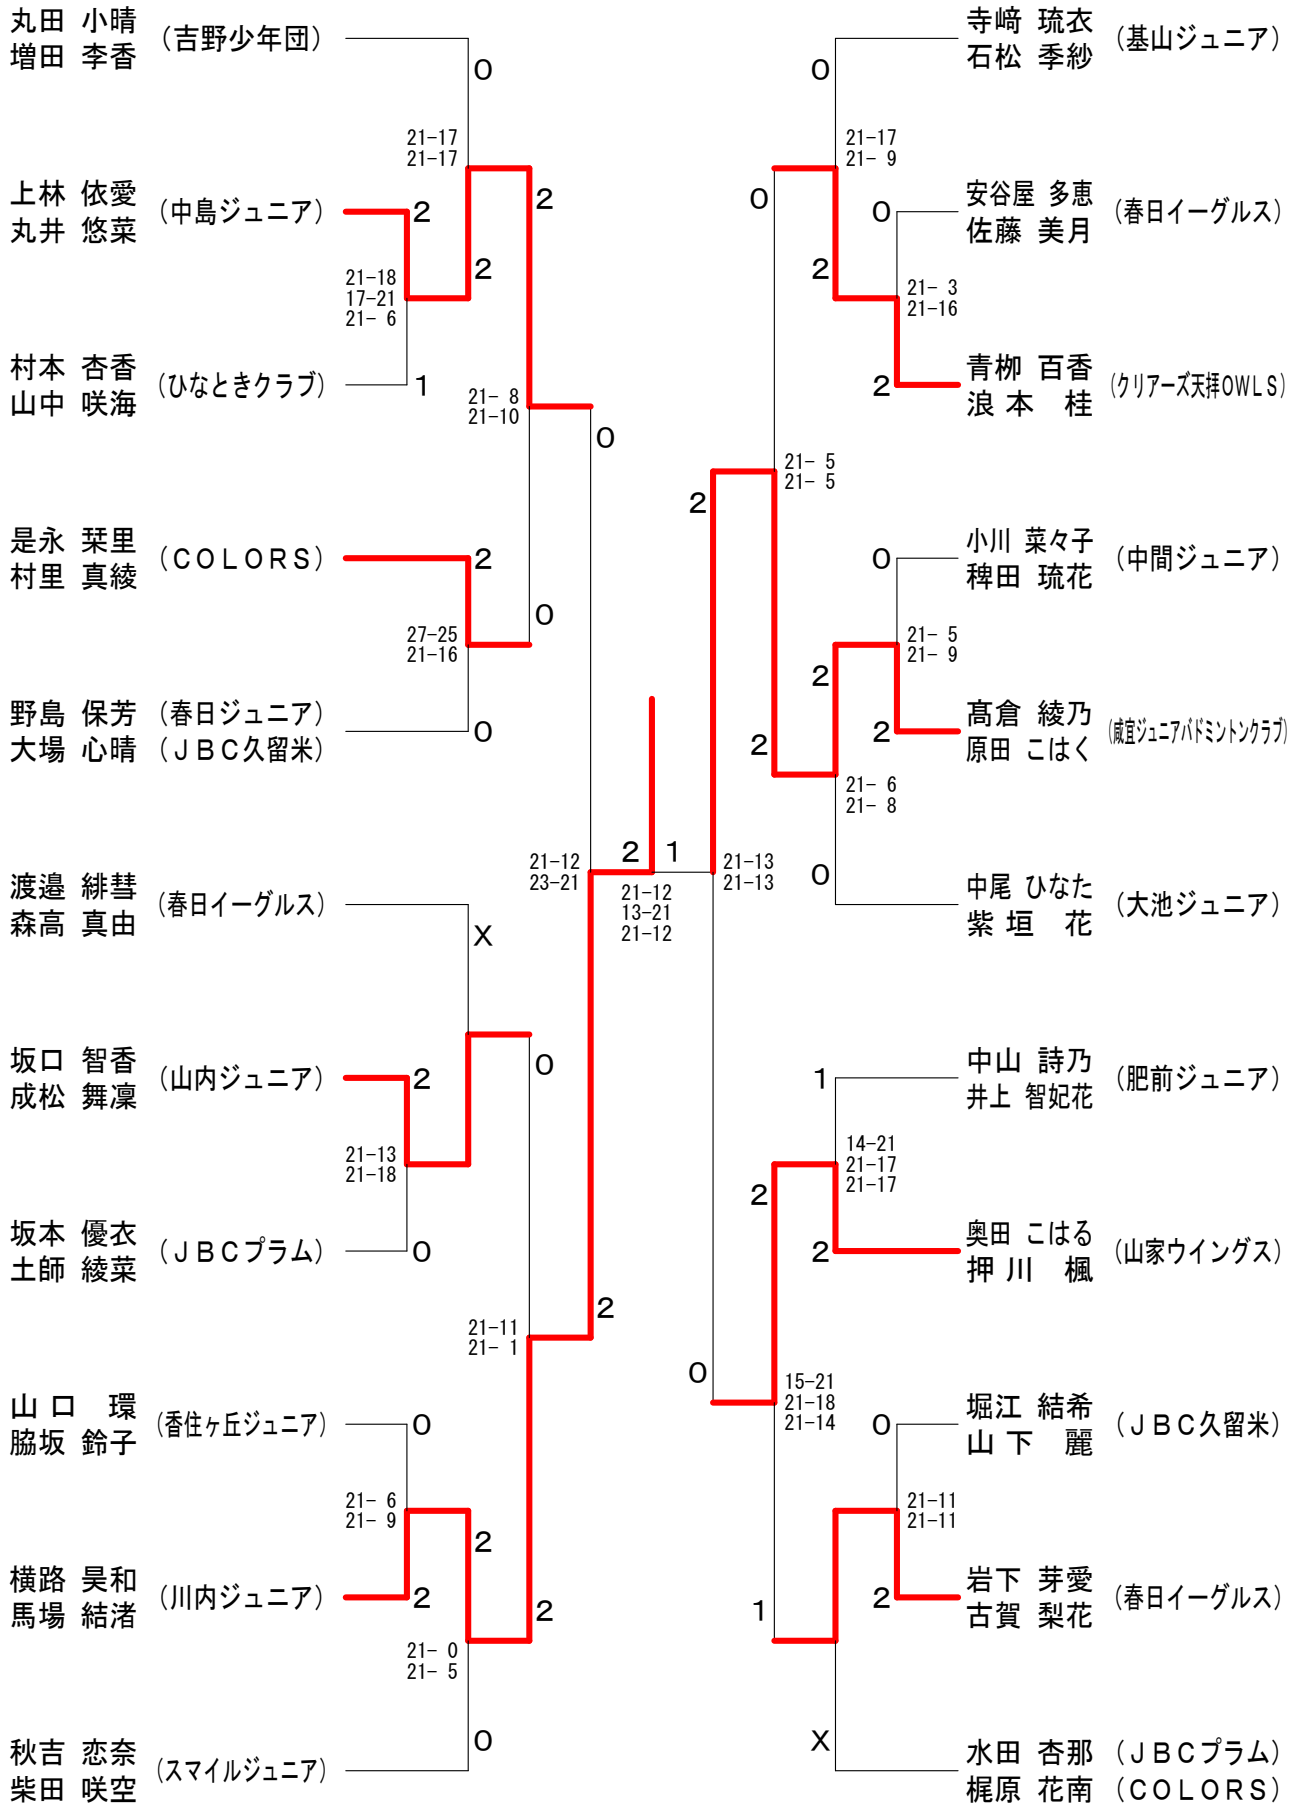 丸田 小晴
増田 李香
(吉野少年団)
0
21-17
21-17
上林 依愛
丸井 悠菜
(中島ジュニア)
2
2
2
21-18
17-21
21- 6
村本 杏香
山中 咲海
(ひなときクラブ)
1
21- 8
21-10
0
是永 栞里
村里 真綾
(COLORS)
2
0
27-25
21-16
野島 保芳 (春日ジュニア)
大場 心晴 (JBC久留米)
0
渡邉 緋彗
森高 真由
(春日イーグルス)
X
21-12
23-21
坂口 智香
成松 舞凜
(山内ジュニア)
2
0
21-13
21-18
坂本 優衣
土師 綾菜
(JBCプラム)
0
2
21-11
21- 1
山口 環
脇坂 鈴子
(香住ヶ丘ジュニア)
0
21- 6
21- 9
2
横路 昊和
馬場 結渚
(川内ジュニア)
2
2
21- 0
21- 5
秋吉 恋奈
柴田 咲空
(スマイルジュニア)
0
2
1
21-12
13-21
21-12
寺﨑 琉衣
石松 季紗
(基山ジュニア)
0
21-17
21- 9
0
安谷屋 多恵
佐藤 美月
(春日イーグルス)
0
2
21- 3
21-16
青栁 百香
浪本 桂
(クリアーズ天拝OWLS)
2
21- 5
21- 5
2
小川 菜々子
稗田 琉花
(中間ジュニア)
0
21- 5
21- 9
2
髙倉 綾乃
原田 こはく
(咸宜ジュニアバドミントンクラブ)
2
2
21- 6
21- 8
中尾 ひなた
紫垣 花
(大池ジュニア)
0
21-13
21-13
中山 詩乃
井上 智妃花
(肥前ジュニア)
1
14-21
21-17
21-17
2
奥田 こはる
押川 楓
(山家ウイングス)
2
0
15-21
21-18
21-14
堀江 結希
山下 麗
(JBC久留米)
0
21-11
21-11
岩下 芽愛
古賀 梨花
(春日イーグルス)
2
1
X
水田 杏那 (JBCプラム)
梶原 花南 (COLORS)